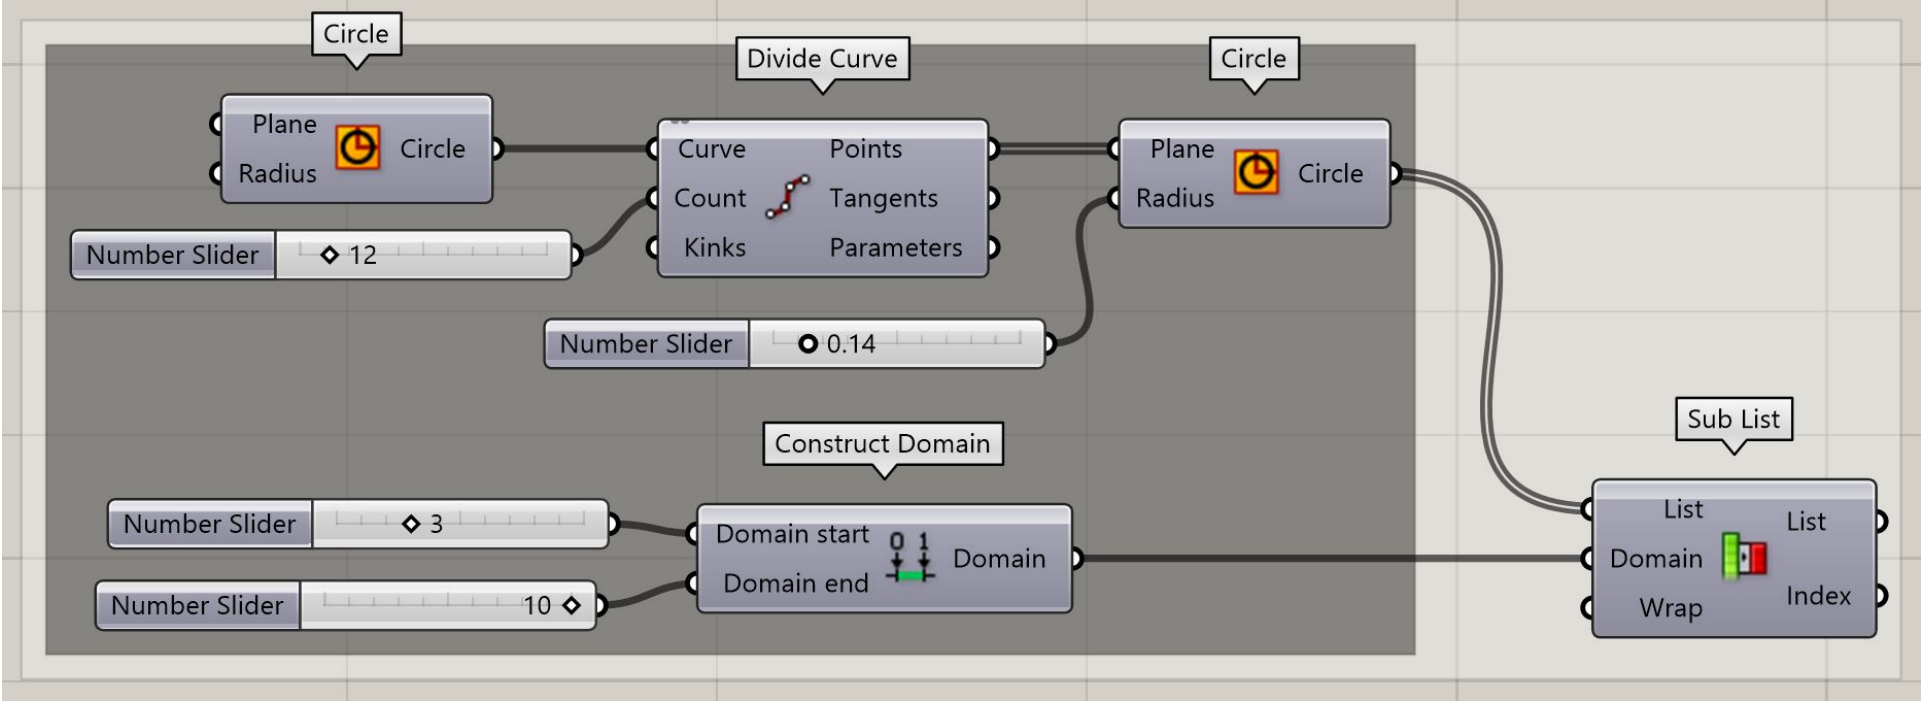 Circle
Divide Curve
Circle
Plane
Radius
Circle
Curve
Count
Kinks
Points
Tangents
Parameters
Plane
Radius
Circle
Number Slider 12
Number Slider 0.14
Construct Domain
Sub List
Number Slider 3
Number Slider 10
Domain start
Domain end
0 1
Domain
List
Domain
Wrap
List
Index